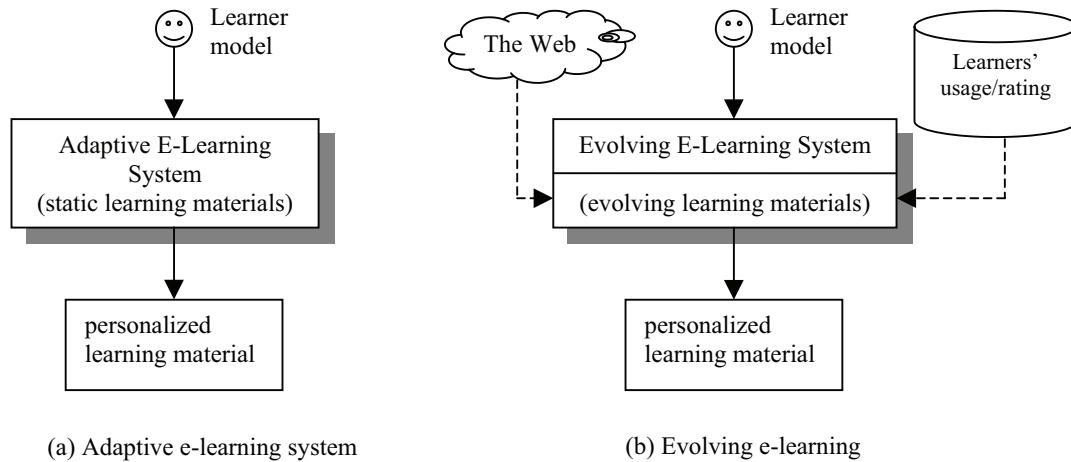 Learner
model
Adaptive E-Learning
System
(static learning materials)
personalized
learning material
(a) Adaptive e-learning system
The Web
Learner
model
Learners’
usage/rating
Evolving E-Learning System
(evolving learning materials)
personalized
learning material
(b) Evolving e-learning